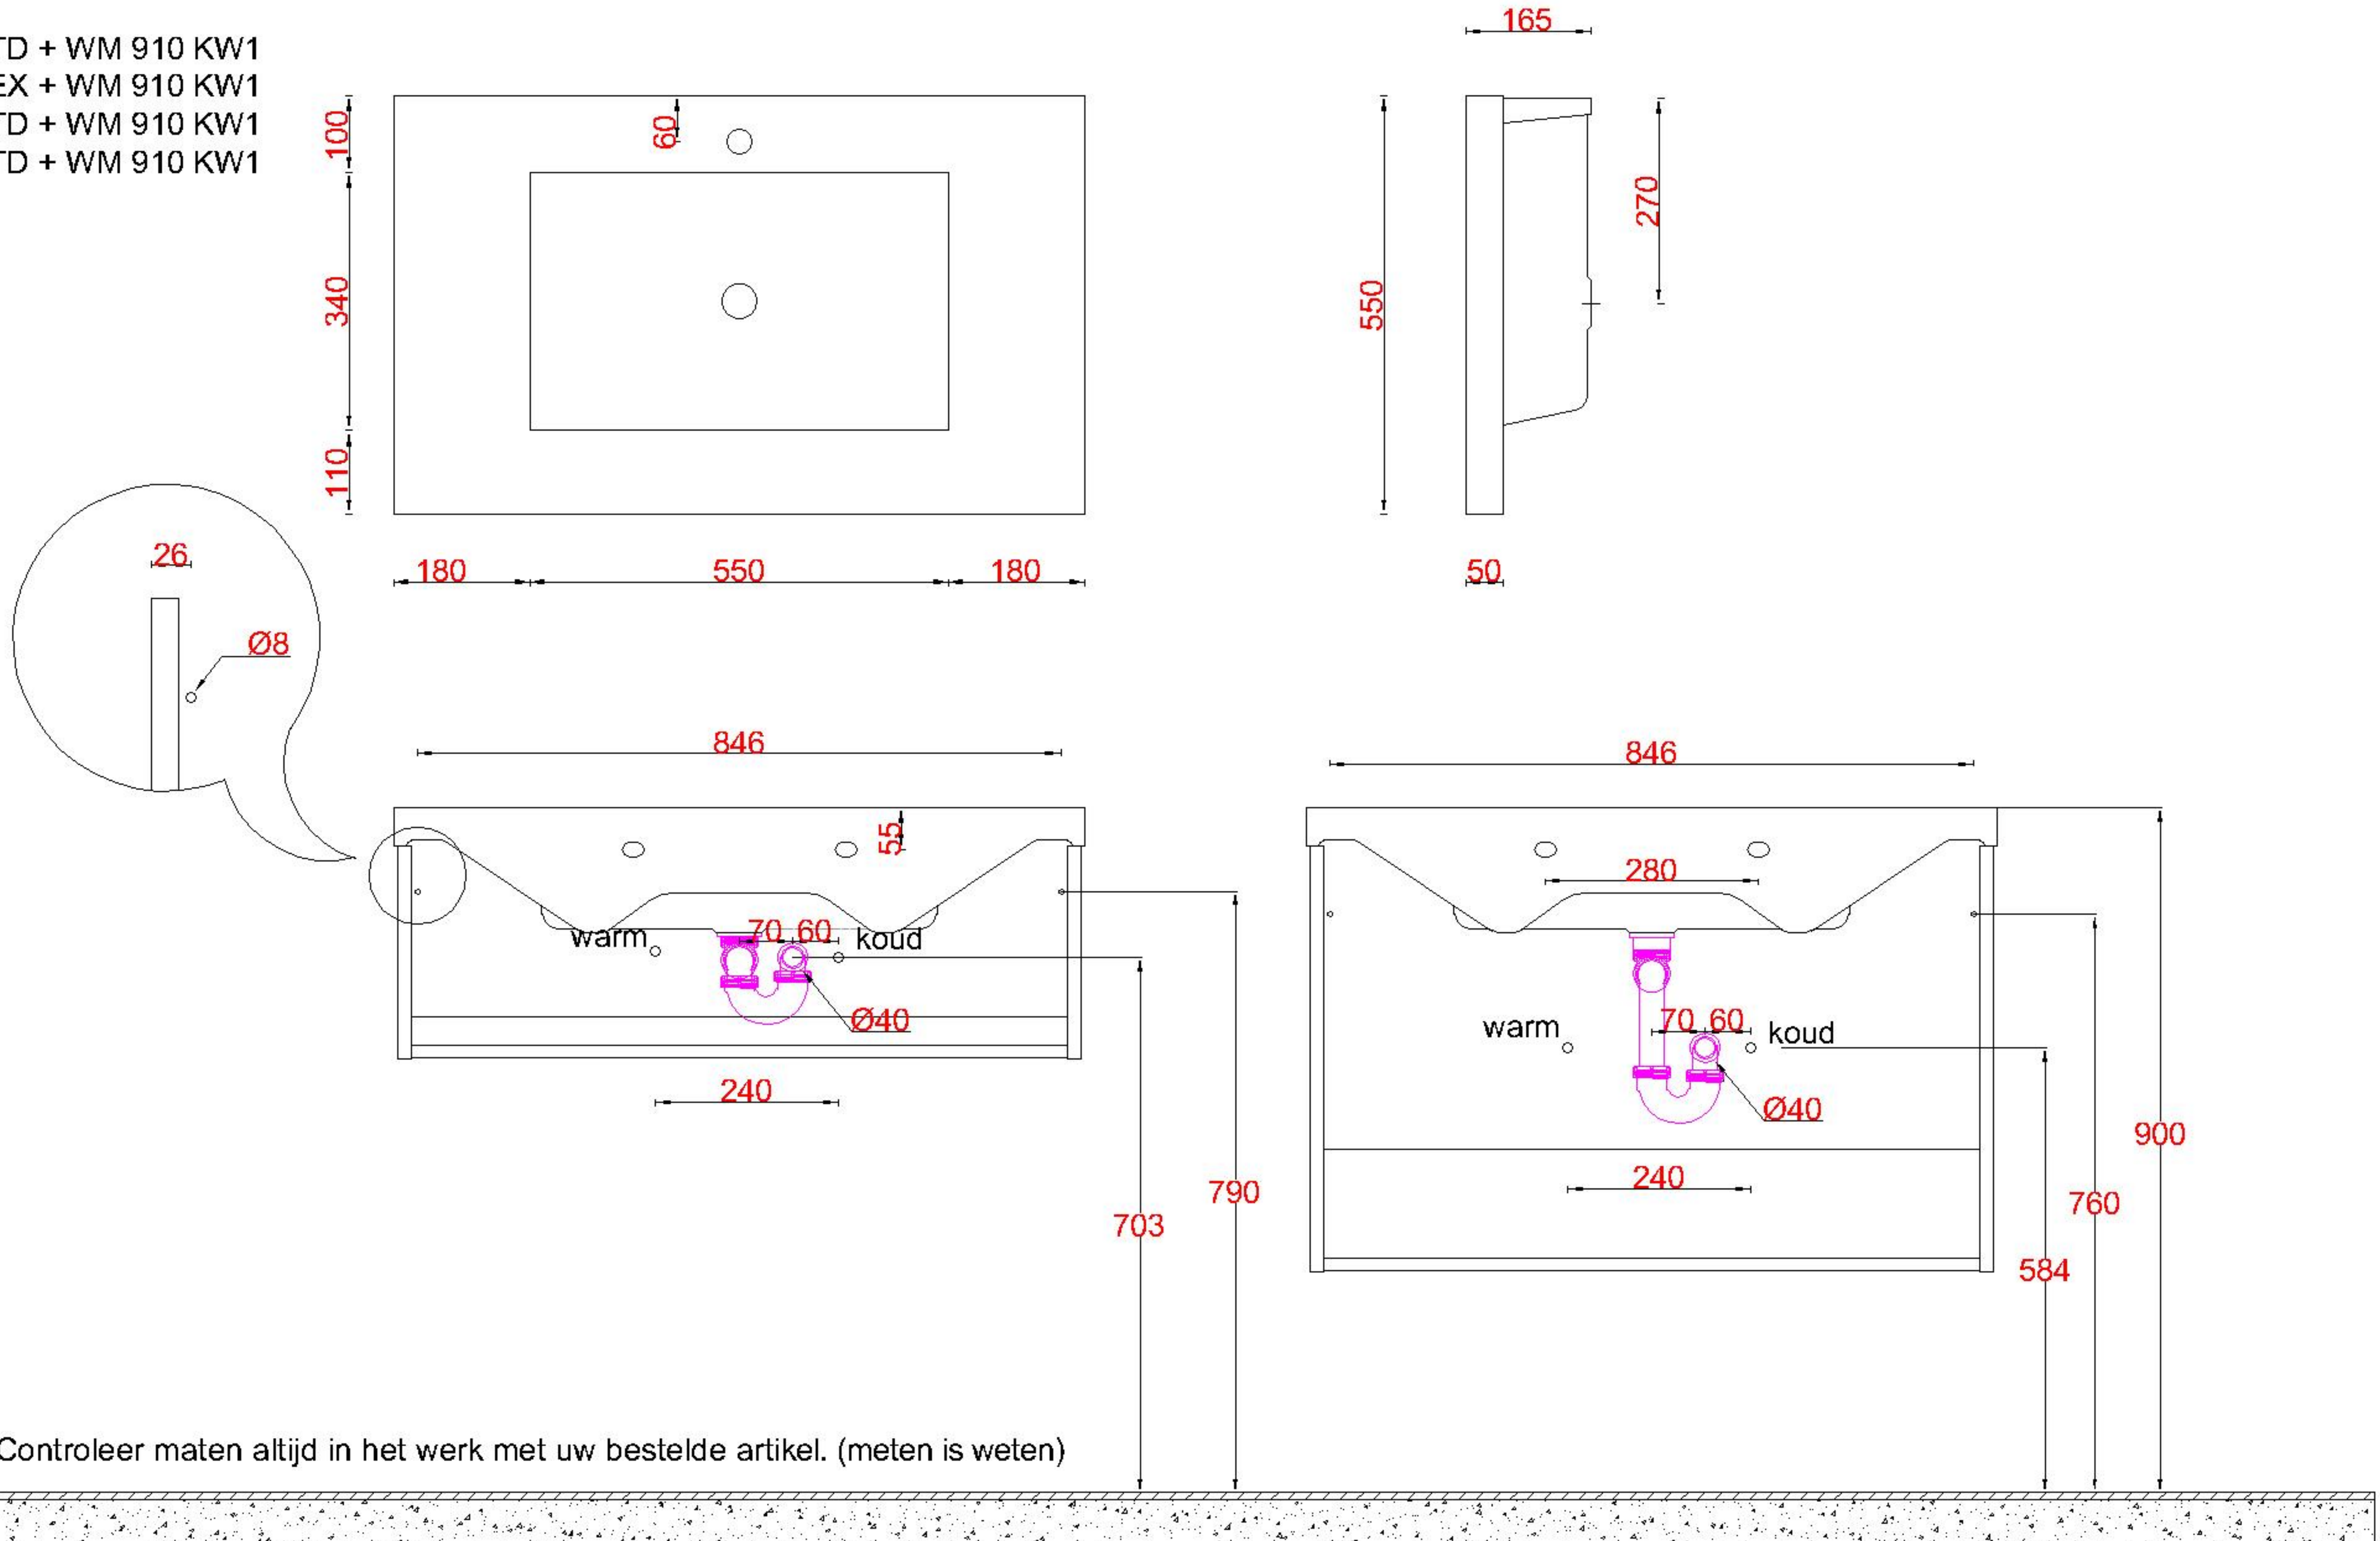 TD + WM 910 KW1
EX + WM 910 KW1
TD + WM 910 KW1
TD + WM 910 KW1
165
100
60
340
110
270
550
180 550 180
50
26
Ø8
846
846
55
280
warm 70 60 koud
Ø40
warm 70 60 koud
Ø40
240
240
703
790
584
760
900
Controleer maten altijd in het werk met uw bestelde artikel. (meten is weten)